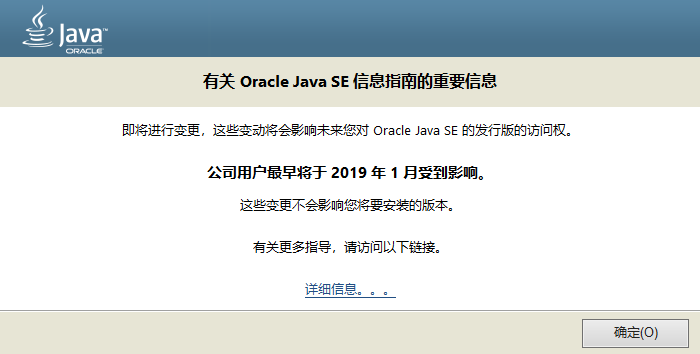 Java™
ORACLE
有关 Oracle Java SE 信息指南的重要信息
即将进行变更，这些变动将会影响未来您对 Oracle Java SE 的发行版的访问权。
公司用户最早将于 2019 年 1 月受到影响。
这些变更不会影响您将要安装的版本。
有关更多指导，请访问以下链接。
详细信息。。。
确定(O)